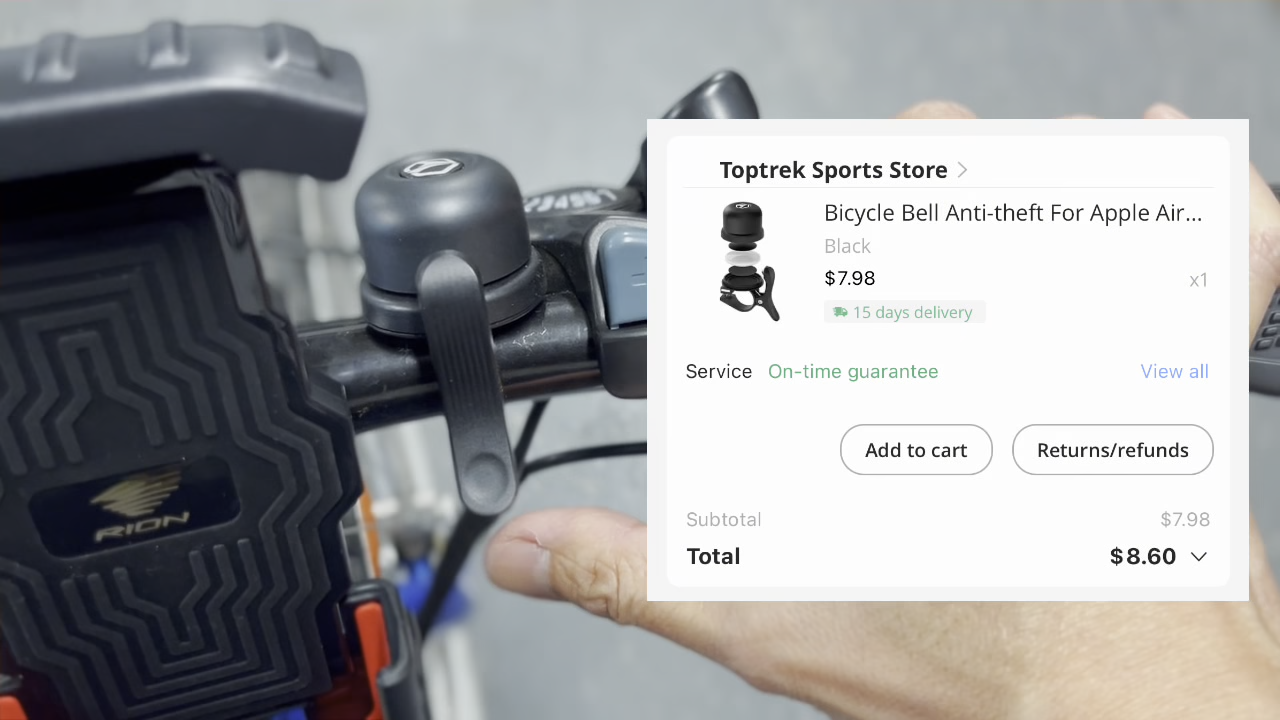 RION
Toptrek Sports Store
Bicycle Bell Anti-theft For Apple Air...
Black
$7.98
x1
15 days delivery
Service On-time guarantee
View all
Add to cart
Returns/refunds
Subtotal
$7.98
Total
$8.60